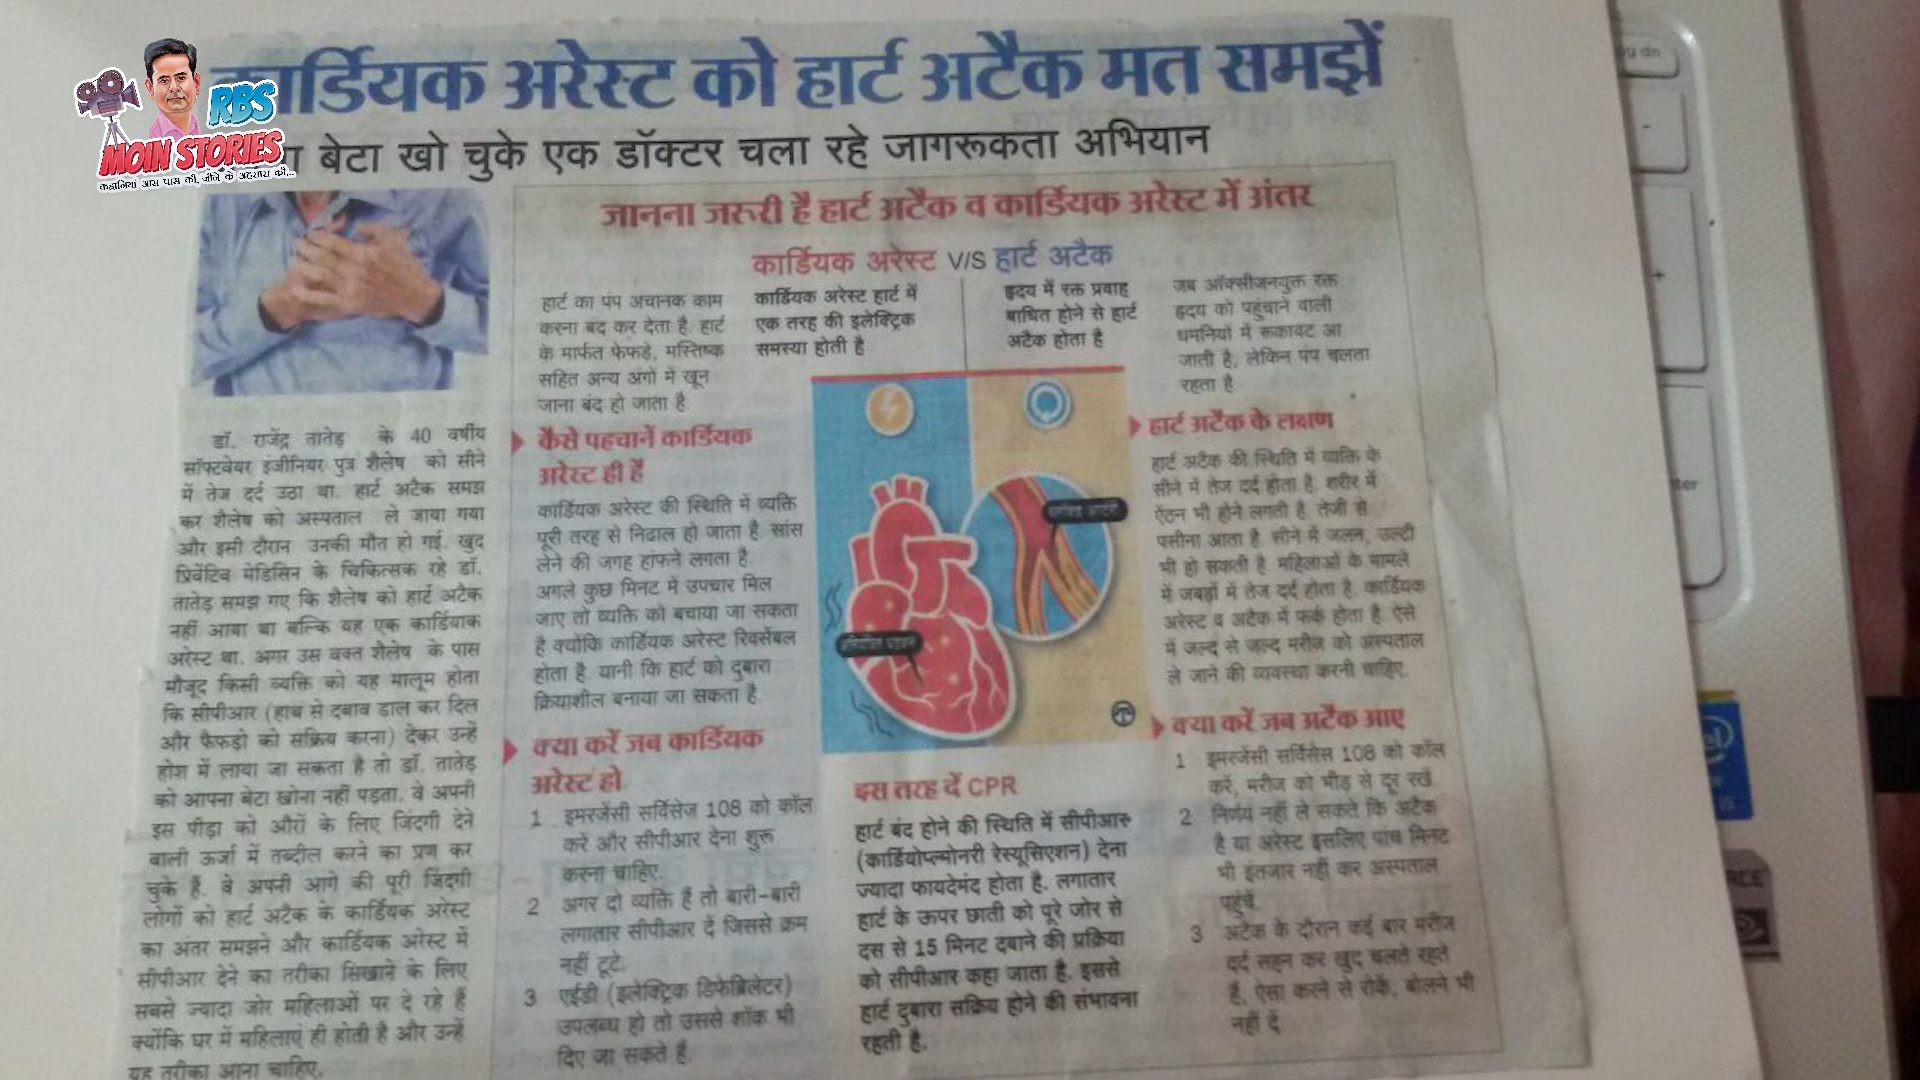 RBS
MOIN STORIES
कहानियां आस पास की, जीने के अहसास की...
कार्डियक अरेस्ट को हार्ट अटैक मत समझें
बेटा खो चुके एक डॉक्टर चला रहे जागरूकता अभियान
डॉ. राजेंद्र तातेड़ के 40 वर्षीय
सॉफ्टवेयर इंजीनियर पुत्र शैलेष को सीने
में तेज दर्द उठा था. हार्ट अटैक समझ
कर शैलेष को अस्पताल ले जाया गया
और इसी दौरान उनकी मौत हो गई. खुद
प्रिवेंटिव मेडिसिन के चिकित्सक रहे डॉ.
तातेड़ समझ गए कि शैलेष को हार्ट अटैक
नहीं आया था बल्कि यह एक कार्डियाक
अरेस्ट था. अगर उस वक्त शैलेष के पास
मौजूद किसी व्यक्ति को यह मालूम होता
कि सीपीआर (हाथ से दबाव डाल कर दिल
और फैफड़ो को सक्रिय करना) देकर उन्हें
होश में लाया जा सकता है तो डॉ. तातेड़
को आपना बेटा खोना नहीं पड़ता. वे अपनी
इस पीड़ा को औरों के लिए जिंदगी देने
वाली ऊर्जा में तब्दील करने का प्रण कर
चुके हैं. वे अपनी आगे की पूरी जिंदगी
लोगों को हार्ट अटैक के कार्डियक अरेस्ट
का अंतर समझने और कार्डियक अरेस्ट में
सीपीआर देने का तरीका सिखाने के लिए
सबसे ज्यादा जोर महिलाओं पर दे रहे हैं
क्योंकि घर में महिलाएं ही होती है और उन्हें
यह तरीका आना चाहिए.
जानना जरूरी है हार्ट अटैक व कार्डियक अरेस्ट में अंतर
कार्डियक अरेस्ट V/S हार्ट अटैक
हार्ट का पंप अचानक काम
करना बंद कर देता है. हार्ट
के मार्फत फेफड़े, मस्तिष्क
सहित अन्य अंगों में खून
जाना बंद हो जाता है.
कार्डियक अरेस्ट हार्ट में
एक तरह की इलेक्ट्रिक
समस्या होती है
हृदय में रक्त प्रवाह
बाधित होने से हार्ट
अटैक होता है
जब ऑक्सीजनयुक्त रक्त
हृदय को पहुंचाने वाली
धमनियों में रूकावट आ
जाती है, लेकिन पंप चलता
रहता है
कैसे पहचानें कार्डियक
अरेस्ट ही है
कार्डियक अरेस्ट की स्थिति में व्यक्ति
पूरी तरह से निढाल हो जाता है. सांस
लेने की जगह हांफने लगता है.
अगले कुछ मिनट में उपचार मिल
जाए तो व्यक्ति को बचाया जा सकता
है क्योंकि कार्डियक अरेस्ट रिवर्सेबल
होता है. यानी कि हार्ट को दुबारा
क्रियाशील बनाया जा सकता है.
क्या करें जब कार्डियक
अरेस्ट हो
1 इमरजेंसी सर्विसेज 108 को कॉल
करें और सीपीआर देना शुरू
करना चाहिए.
2 अगर दो व्यक्ति हैं तो बारी-बारी
लगातार सीपीआर दें जिससे क्रम
नहीं टूटे.
3 एईडी (इलेक्ट्रिक डिफेब्रिलेटर)
उपलब्ध हो तो उससे शॉक भी
दिए जा सकते हैं.
इस तरह दें CPR
हार्ट बंद होने की स्थिति में सीपीआर
(कार्डियोप्ल्मोनरी रेस्यूसिएशन) देना
ज्यादा फायदेमंद होता है. लगातार
हार्ट के ऊपर छाती को पूरे जोर से
दस से 15 मिनट दबाने की प्रक्रिया
को सीपीआर कहा जाता है. इससे
हार्ट दुबारा सक्रिय होने की संभावना
रहती है.
हार्ट अटैक के लक्षण
हार्ट अटैक की स्थिति में व्यक्ति के
सीने में तेज दर्द होता है. शरीर में
ऐंठन भी होने लगती है. तेजी से
पसीना आता है. सीने में जलन, उल्टी
भी हो सकती है. महिलाओं के मामले
में जबड़ों में तेज दर्द होता है. कार्डियक
अरेस्ट व अटैक में फर्क होता है. ऐसे
में जल्द से जल्द मरीज को अस्पताल
ले जाने की व्यवस्था करनी चाहिए.
क्या करें जब अटैक आए
1 इमरजेंसी सर्विसेस 108 को कॉल
करें, मरीज को भीड़ से दूर रखें.
2 निर्णय नहीं ले सकते कि अटैक
है या अरेस्ट इसलिए पांच मिनट
भी इंतजार नहीं कर अस्पताल
पहुंचें.
3 अटैक के दौरान कई बार मरीज
दर्द सहन कर खुद चलते रहते
हैं, ऐसा करने से रोकें, बोलने भी
नहीं दें